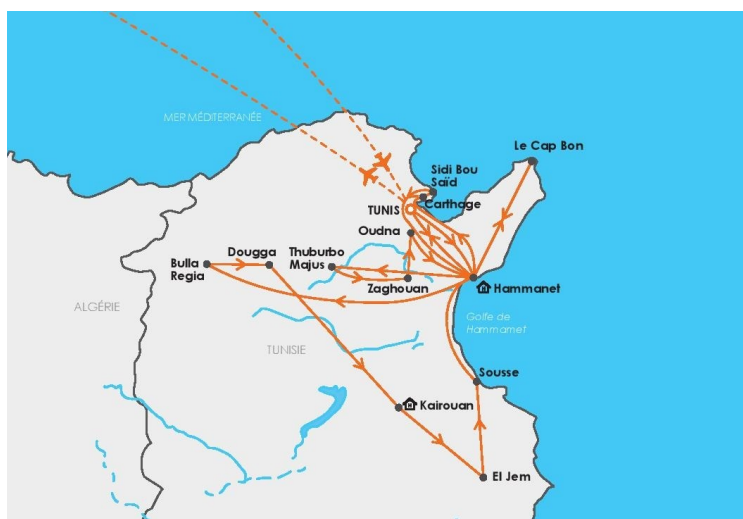 MER MÉDITERRANÉE
Le Cap Bon
Sidi Bou
Saïd
Carthage
TUNIS
Oudna
Dougga
Thuburbo
Majus
Bulla
Regia
Zaghouan
Hammanet
ALGÉRIE
Golfe de
Hammamet
TUNISIE
Sousse
Kairouan
El Jem